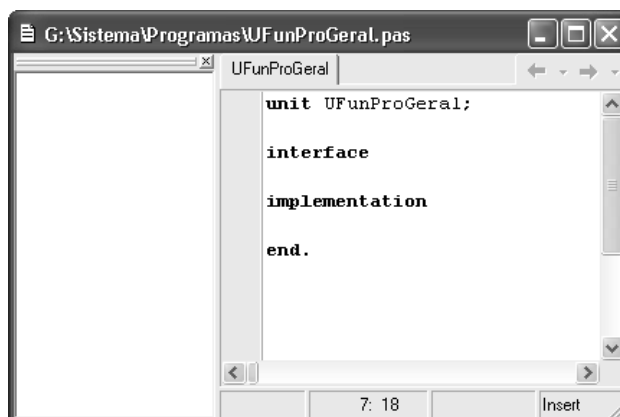 G:\Sistema\Programas\UFunProGeral.pas
UFunProGeral
unit UFunProGeral;
interface
implementation
end.
7: 18
Insert